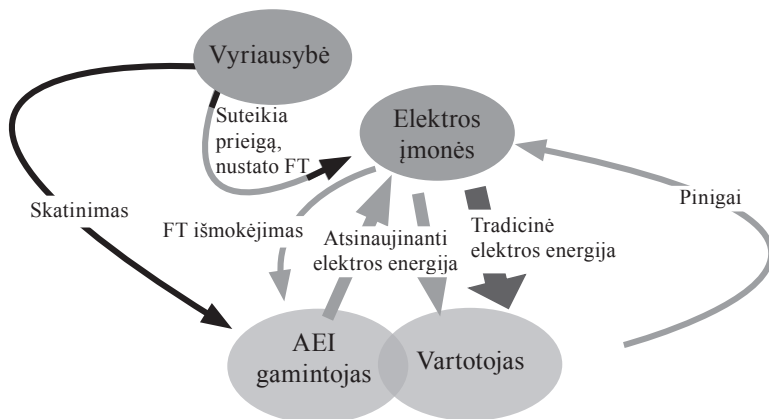 Vyriausybė
Suteikia
prieigą,
nustato FT
Elektros
įmonės
Skatinimas
FT išmokėjimas
Atsinaujinanti
elektros energija
Tradicinė
elektros energija
Pinigai
AEI
gamintojas
Vartotojas